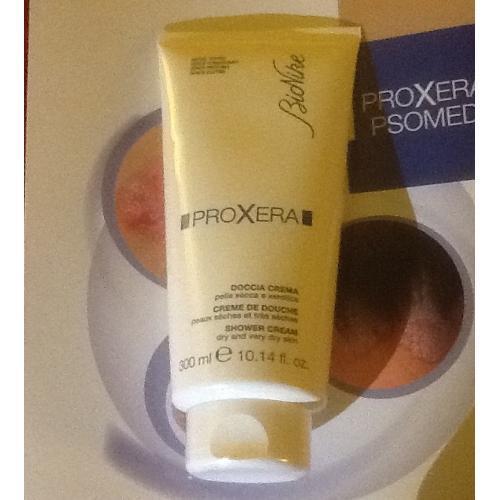 BioNike
PROXERA
PSOMED
PROXERA
DOCCIA CREMA
pelle secca e xerotica
CREME DE DOUCHE
peaux sèches et très sèches
SHOWER CREAM
dry and very dry skin
300 ml e 10.14 fl. oz.